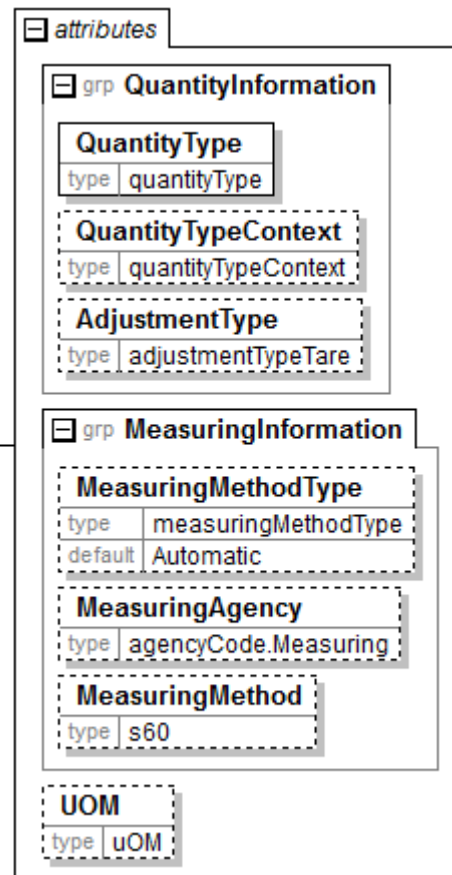 attributes
grp QuantityInformation
QuantityType
type quantityType
QuantityTypeContext
type quantityTypeContext
AdjustmentType
type adjustmentTypeTare
grp MeasuringInformation
MeasuringMethodType
type measuringMethodType
default Automatic
MeasuringAgency
type agencyCode.Measuring
MeasuringMethod
type s60
UOM
type uOM